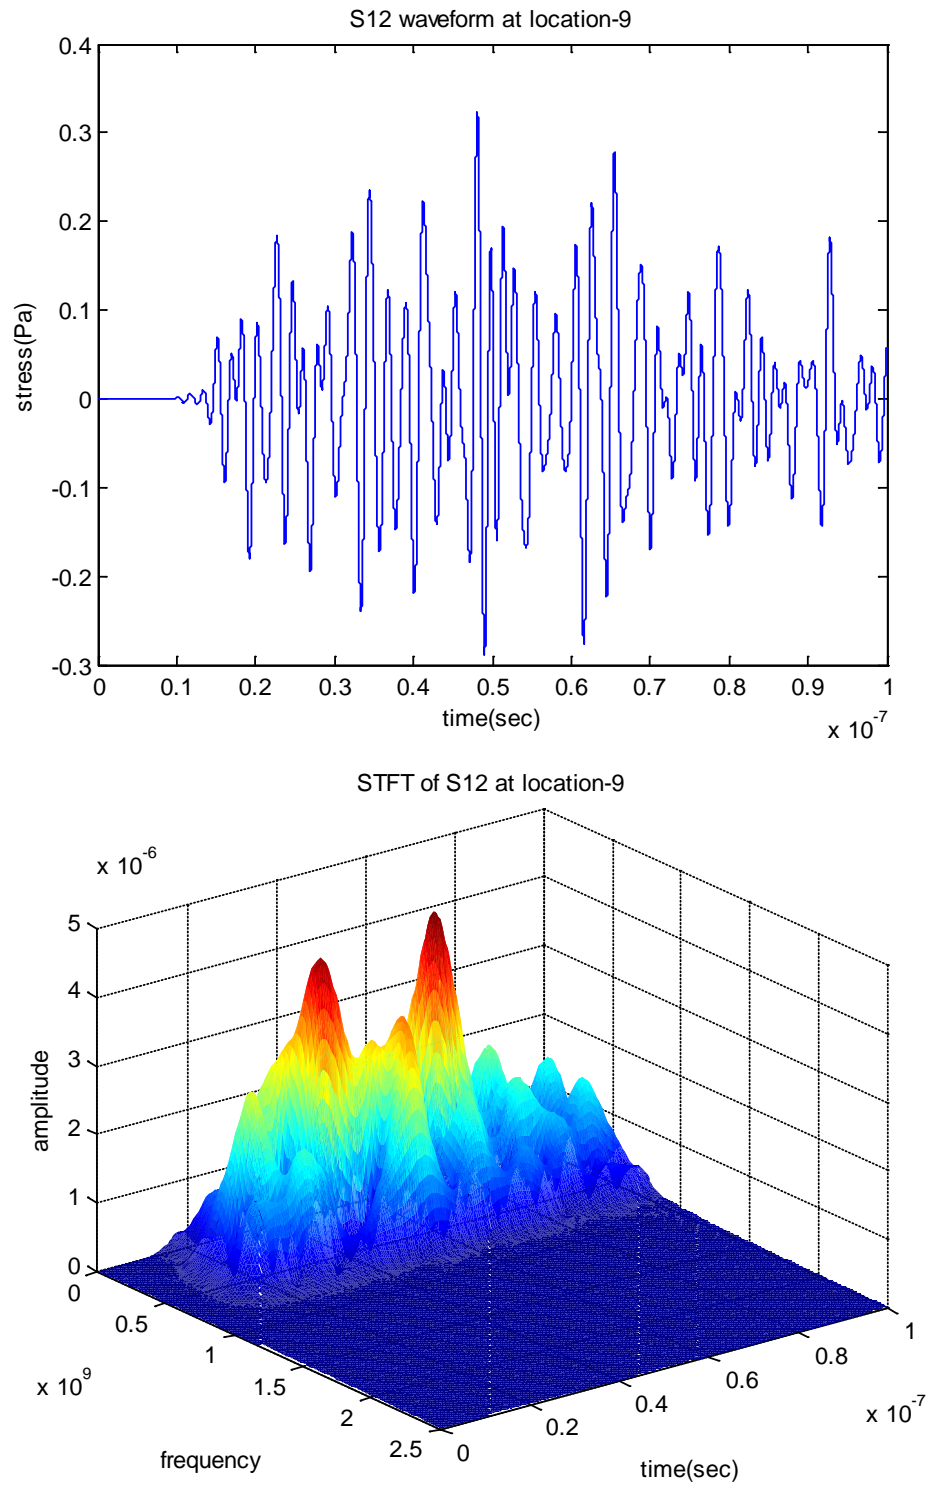 S12 waveform at location-9
0.4
0.3
0.2
0.1
0
-0.1
-0.2
-0.3
stress(Pa)
0 0.1 0.2 0.3 0.4 0.5 0.6 0.7 0.8 0.9 1
time(sec)
x 10^-7
STFT of S12 at location-9
x 10^-6
5
4
3
2
1
0
amplitude
0
0.5
1
1.5
2
2.5
x 10^9
frequency
0
0.2
0.4
0.6
0.8
1
x 10^-7
time(sec)